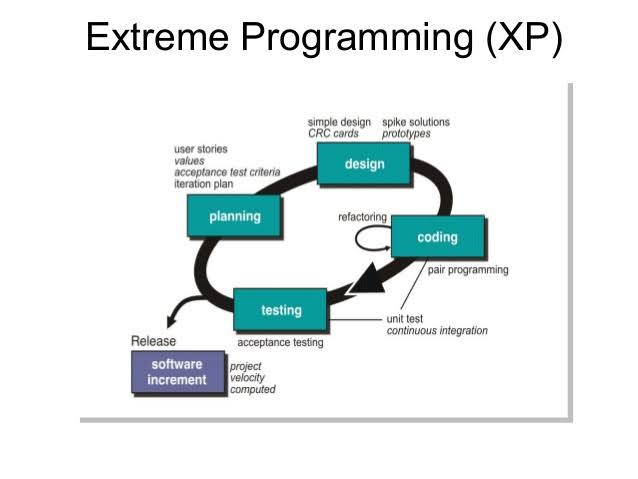 Extreme Programming (XP)
simple design spike solutions
CRC cards prototypes
user stories
values
acceptance test criteria
iteration plan
design
planning
refactoring
coding
pair programming
testing
unit test
continuous integration
acceptance testing
Release
software
increment
project
velocity
computed